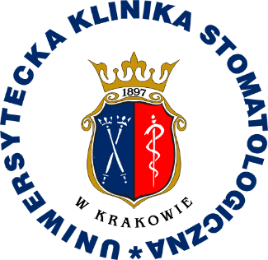 UNIWERSYTECKA KLINIKA STOMATOLOGICZNA *
1897
W KRAKOWIE